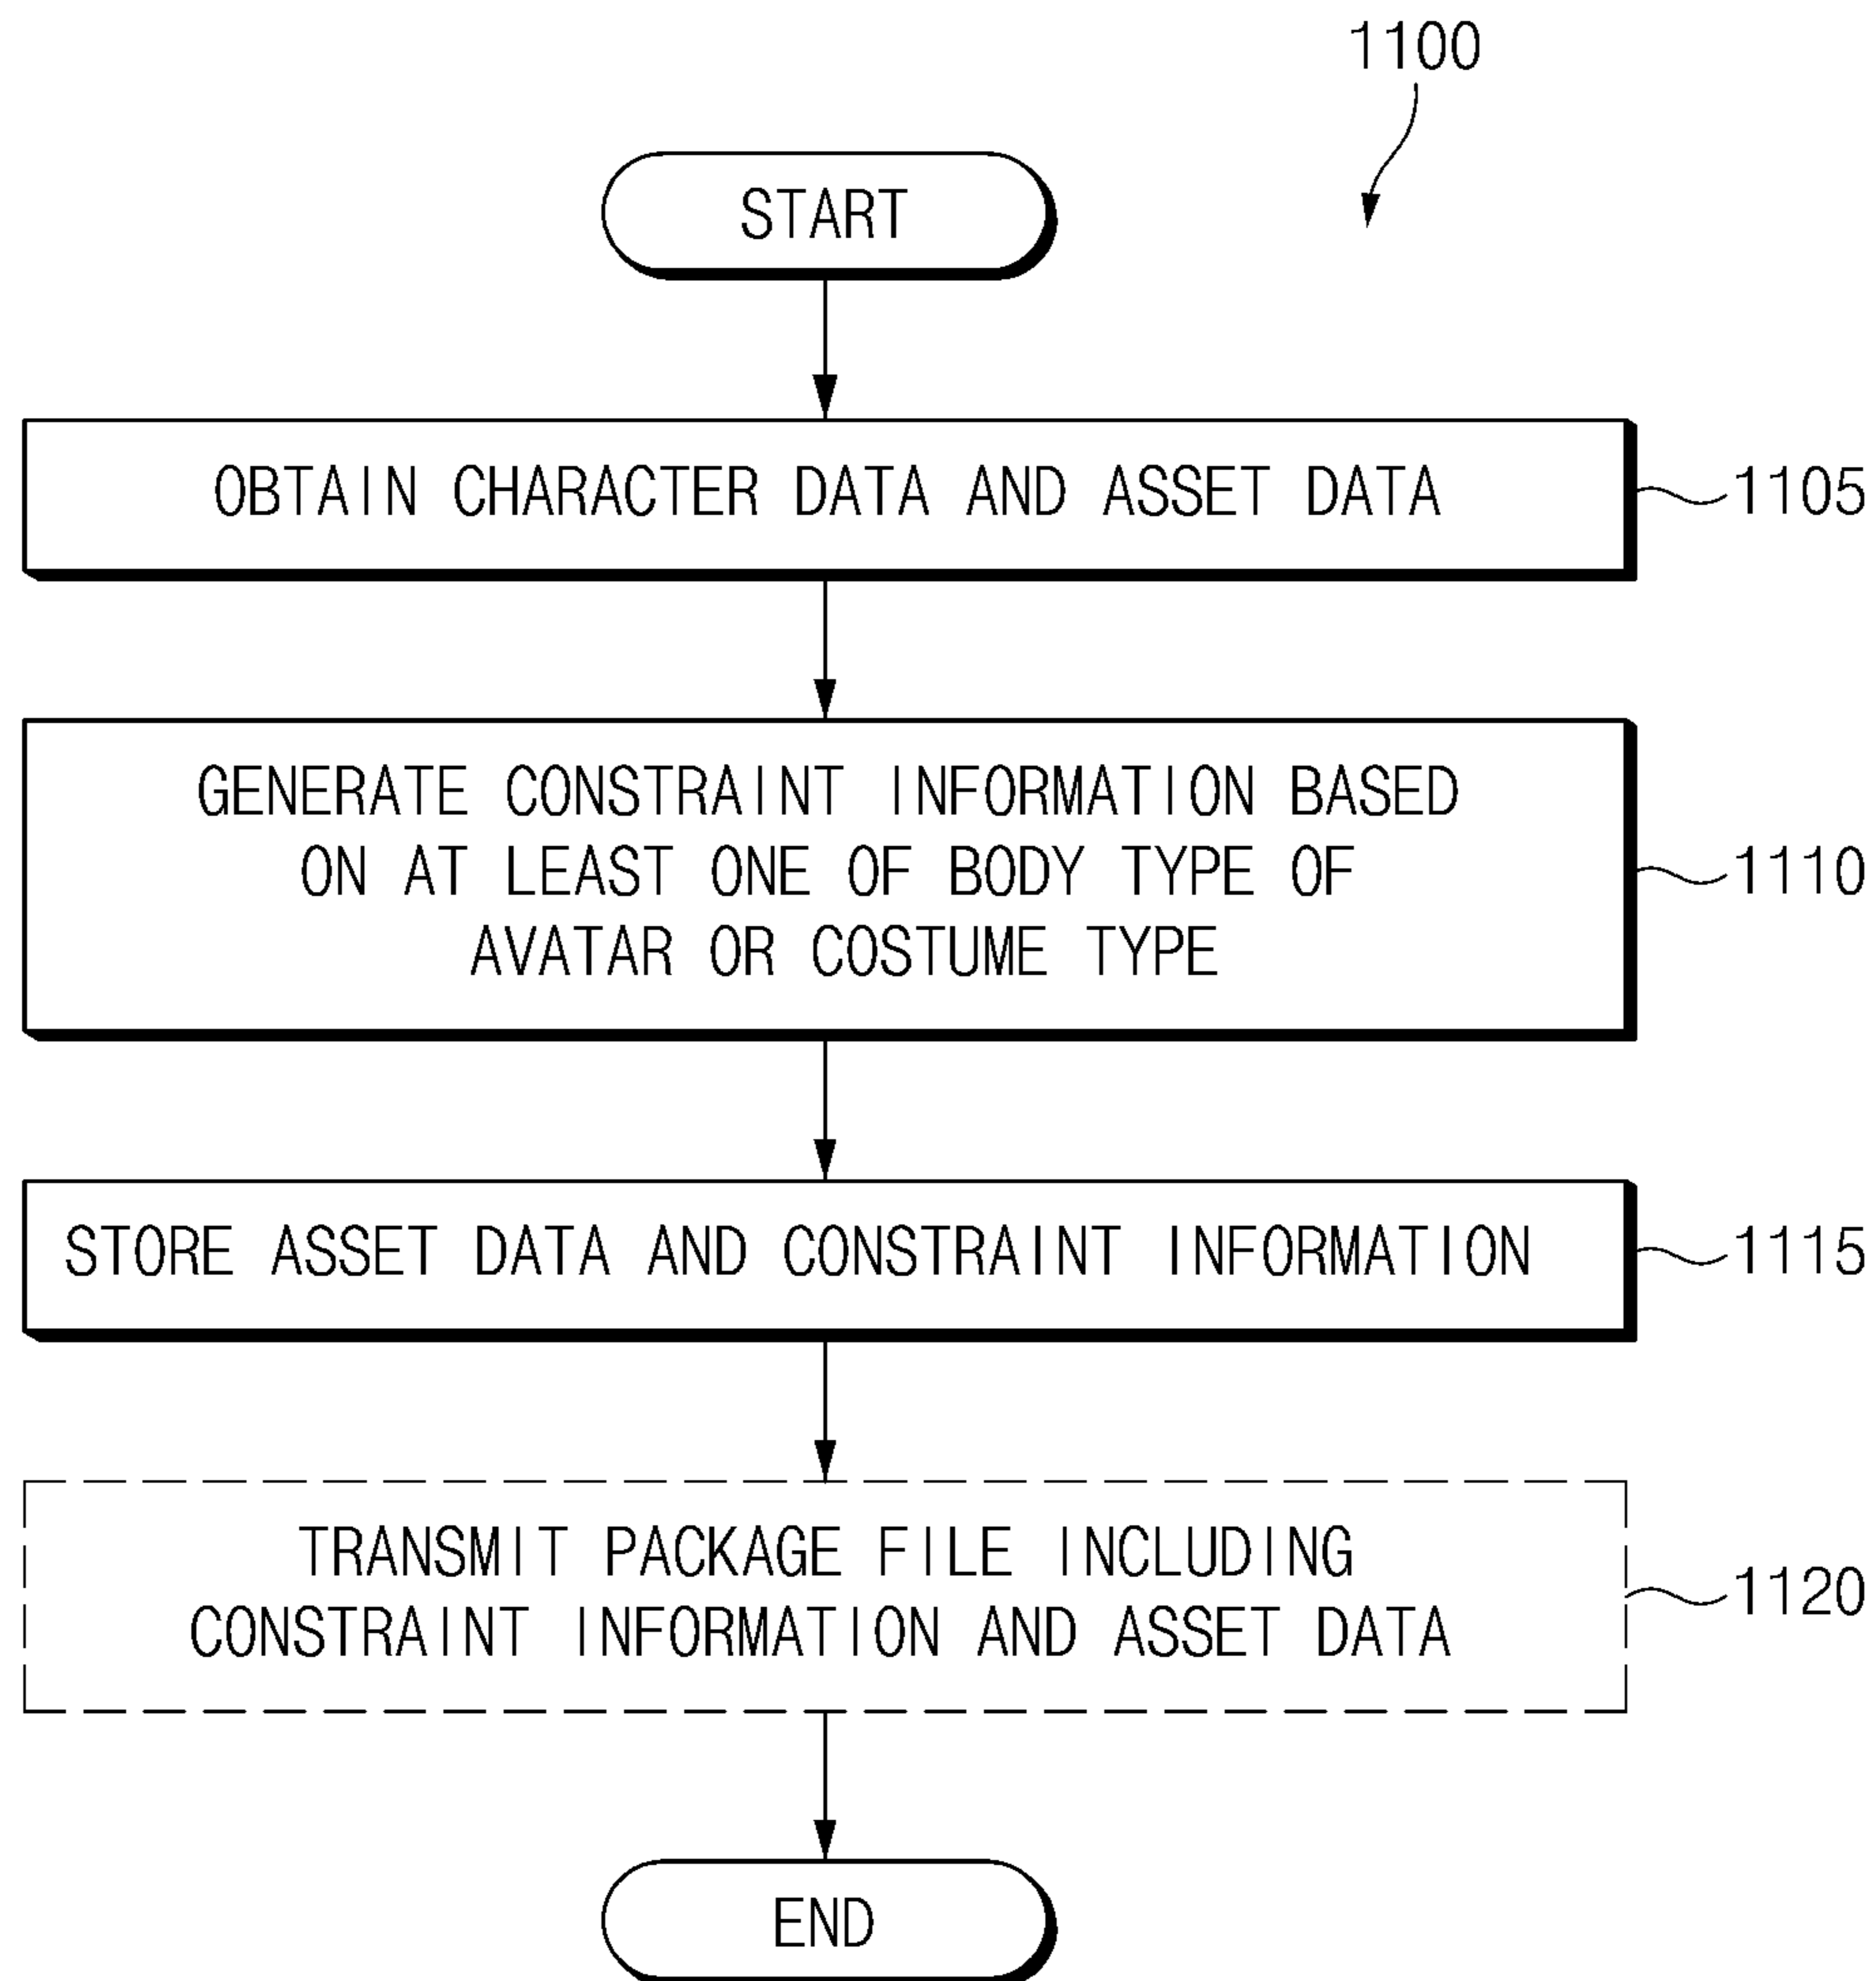 1100
START
OBTAIN CHARACTER DATA AND ASSET DATA
1105
GENERATE CONSTRAINT INFORMATION BASED
ON AT LEAST ONE OF BODY TYPE OF
AVATAR OR COSTUME TYPE
1110
STORE ASSET DATA AND CONSTRAINT INFORMATION
1115
TRANSMIT PACKAGE FILE INCLUDING
CONSTRAINT INFORMATION AND ASSET DATA
1120
END